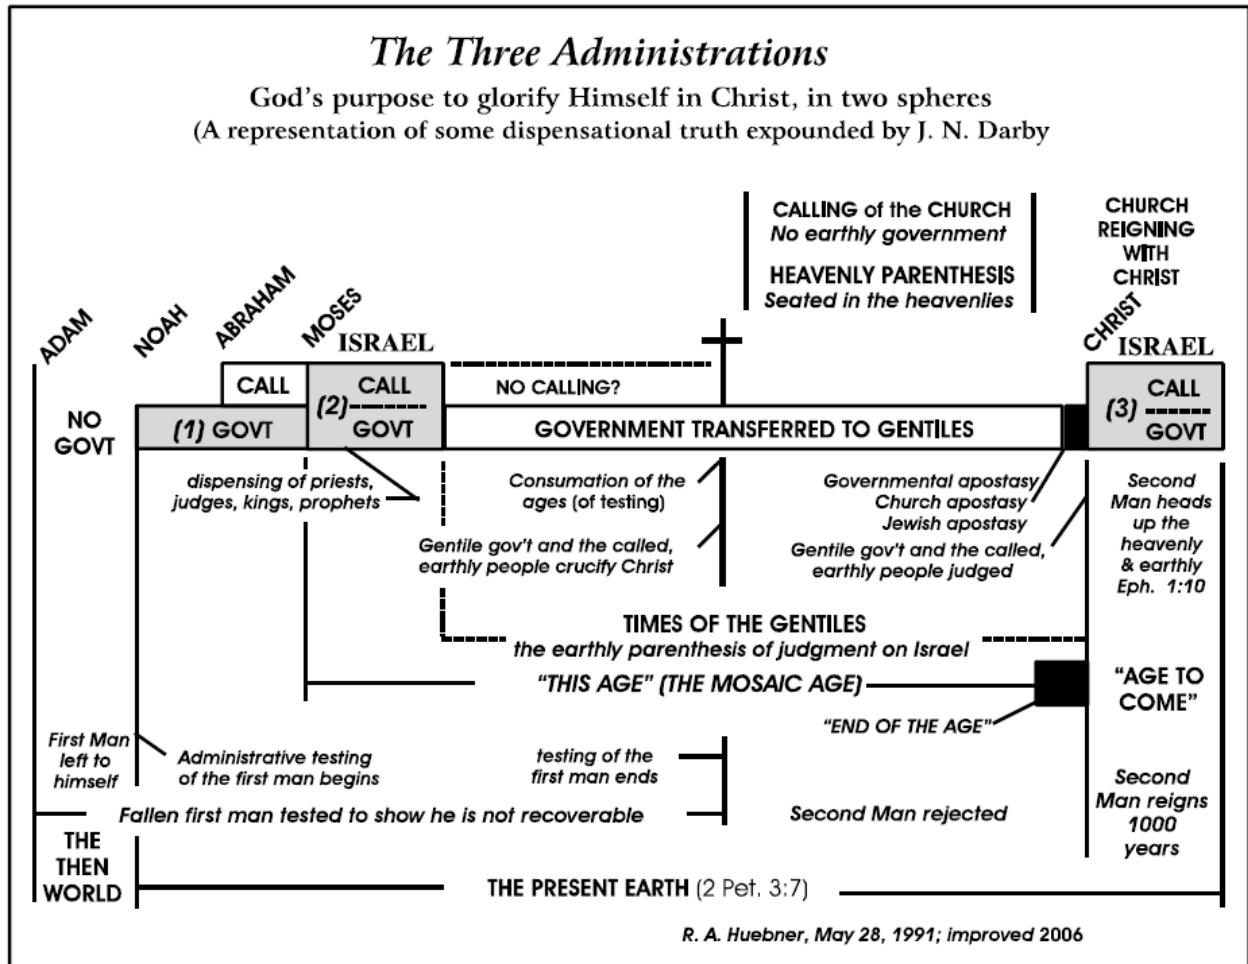 The Three Administrations
God's purpose to glorify Himself in Christ, in two spheres
(A representation of some dispensational truth expounded by J. N. Darby
CALLING of the CHURCH
No earthly government
HEAVENLY PARENTHESIS
Seated in the heavenlies
CHURCH
REIGNING
WITH
CHRIST
ADAM
NOAH
ABRAHAM
MOSES
CHRIST
ISRAEL
ISRAEL
NO
GOVT
CALL
(1) GOVT
(2)
CALL
GOVT
NO CALLING?
GOVERNMENT TRANSFERRED TO GENTILES
(3)
CALL
GOVT
dispensing of priests,
judges, kings, prophets
Consumation of the
ages (of testing)
Gentile gov't and the called,
earthly people crucify Christ
Governmental apostasy
Church apostasy
Jewish apostasy
Gentile gov't and the called,
earthly people judged
Second
Man heads
up the
heavenly
& earthly
Eph. 1:10
TIMES OF THE GENTILES
the earthly parenthesis of judgment on Israel
"THIS AGE" (THE MOSAIC AGE)
"END OF THE AGE"
"AGE TO
COME"
First Man
left to
himself
Administrative testing
of the first man begins
testing of the
first man ends
Fallen first man tested to show he is not recoverable
Second Man rejected
Second
Man reigns
1000
years
THE
THEN
WORLD
THE PRESENT EARTH (2 Pet. 3:7)
R. A. Huebner, May 28, 1991; improved 2006